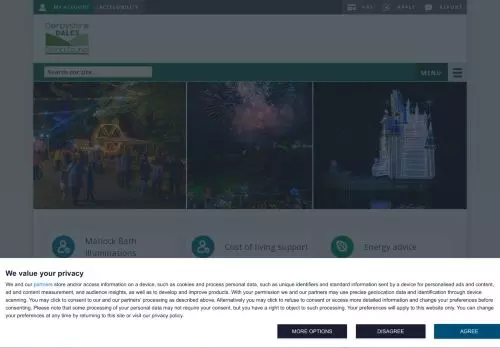 MY ACCOUNT ACCESSIBILITY PAY APPLY REPORT
Derbyshire
DALES
District Council
Search our site...
MENU
Matlock Bath
illuminations
Cost of living support
Energy advice
We value your privacy
We and our partners store and/or access information on a device, such as cookies and process personal data, such as unique identifiers and standard information sent by a device for personalised ads and content,
ad and content measurement, and audience insights, as well as to develop and improve products. With your permission we and our partners may use precise geolocation data and identification through device
scanning. You may click to consent to our and our partners' processing as described above. Alternatively you may click to refuse to consent or access more detailed information and change your preferences before
consenting. Please note that some processing of your personal data may not require your consent, but you have a right to object to such processing. Your preferences will apply to this website only. You can change
your preferences at any time by returning to this site or visit our privacy policy.
MORE OPTIONS DISAGREE AGREE